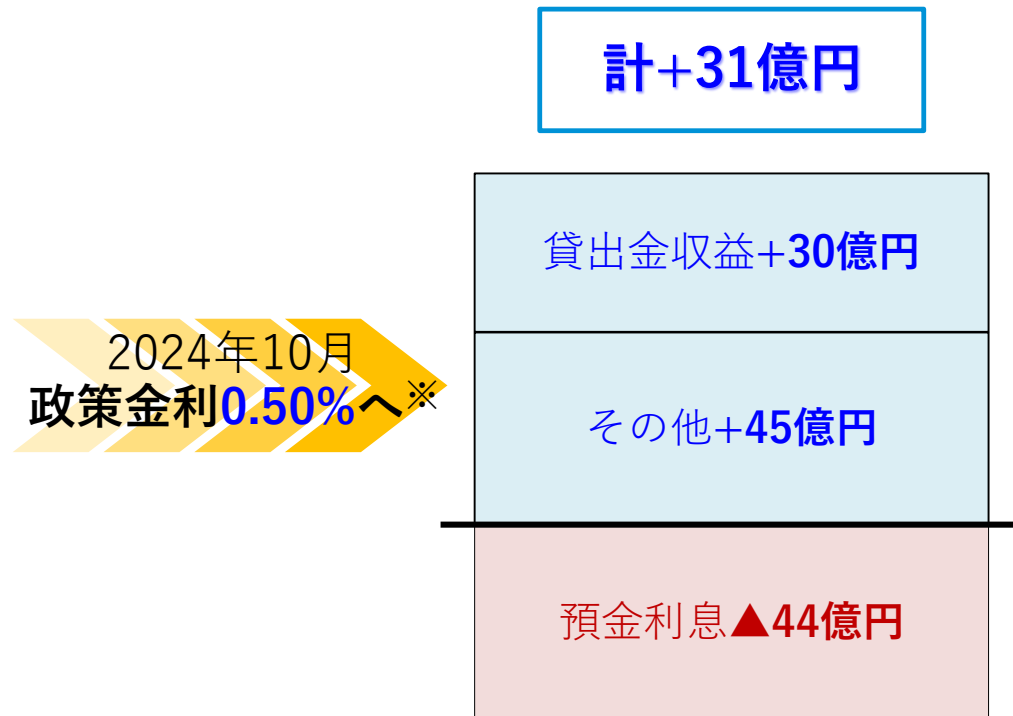 計+31億円
貸出金収益+30億円
2024年10月
政策金利0.50%へ※
その他+45億円
預金利息▲44億円